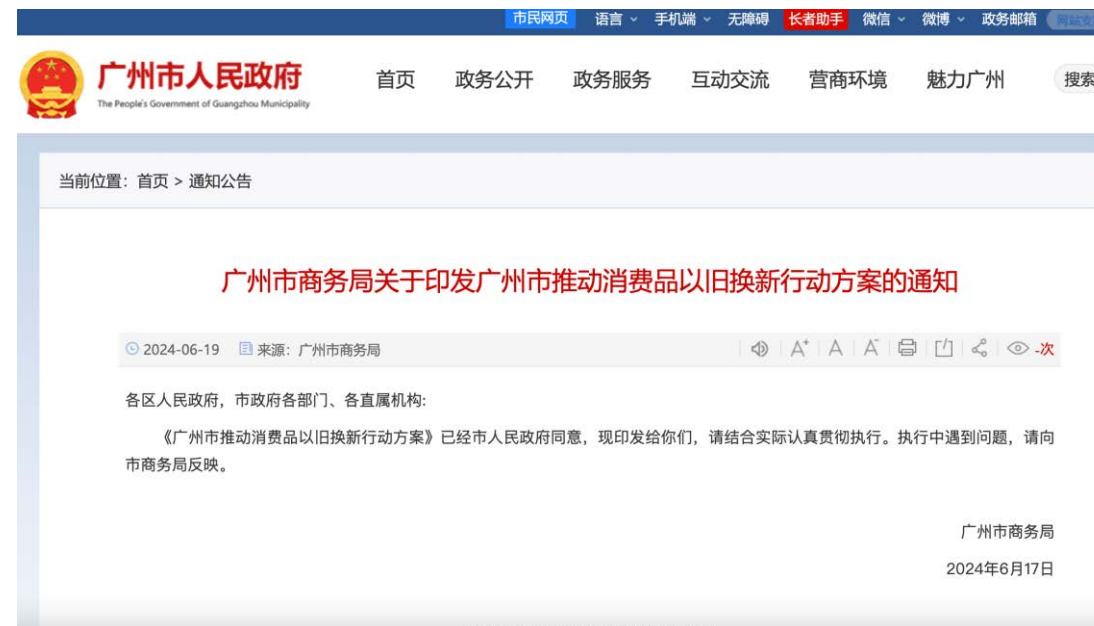 市民网页 语言 手机端 无障碍 长者助手 微信 微博 政务邮箱
广州市人民政府 首页 政务公开 政务服务 互动交流 营商环境 魅力广州 搜索
The People's Government of Guangzhou Municipality
当前位置：首页 > 通知公告
广州市商务局关于印发广州市推动消费品以旧换新行动方案的通知
2024-06-19 来源：广州市商务局 A+ A A- -次
各区人民政府，市政府各部门、各直属机构:
《广州市推动消费品以旧换新行动方案》已经市人民政府同意，现印发给你们，请结合实际认真贯彻执行。执行中遇到问题，请向
市商务局反映。
广州市商务局
2024年6月17日